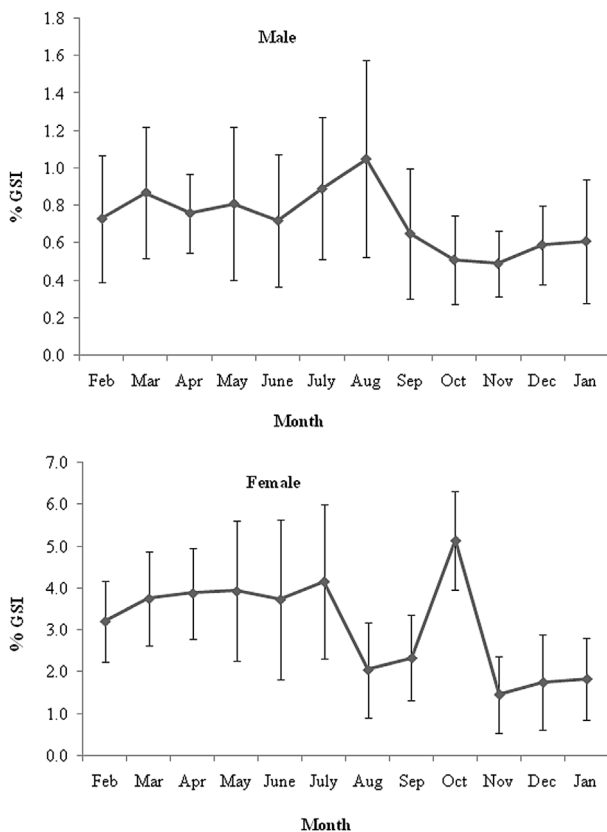 Male
% GSI
1.8
1.6
1.4
1.2
1.0
0.8
0.6
0.4
0.2
0.0
Feb Mar Apr May June July Aug Sep Oct Nov Dec Jan
Month
Female
% GSI
7.0
6.0
5.0
4.0
3.0
2.0
1.0
0.0
Feb Mar Apr May June July Aug Sep Oct Nov Dec Jan
Month